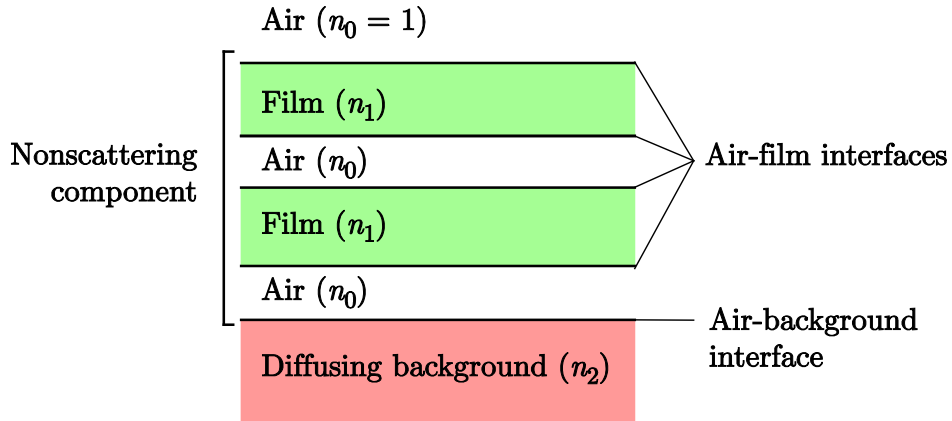 Air (n₀ = 1)
Film (n₁)
Nonscattering
component
Air (n₀)
Air-film interfaces
Film (n₁)
Air (n₀)
Air-background
interface
Diffusing background (n₂)